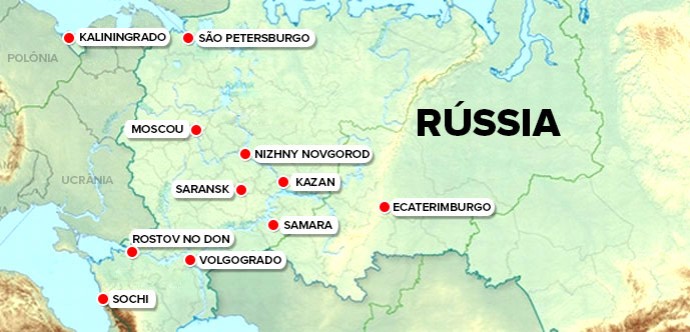 KALININGRADO
SÃO PETERSBURGO
POLÔNIA
RÚSSIA
MOSCOU
NIZHNY NOVGOROD
UCRÂNIA
SARANSK
KAZAN
ECATERIMBURGO
SAMARA
ROSTOV NO DON
VOLGOGRADO
SOCHI